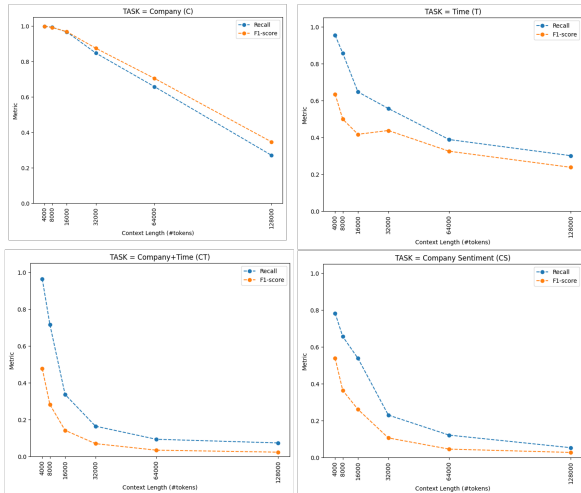 TASK = Company (C)
Recall
F1-score
Metric
1.0
0.8
0.6
0.4
0.2
0.0
4000
8000
16000
32000
64000
128000
Context Length (#tokens)
TASK = Time (T)
Recall
F1-score
Metric
1.0
0.8
0.6
0.4
0.2
0.0
4000
8000
16000
32000
64000
128000
Context Length (#tokens)
TASK = Company+Time (CT)
Recall
F1-score
Metric
1.0
0.8
0.6
0.4
0.2
0.0
4000
8000
16000
32000
64000
128000
Context Length (#tokens)
TASK = Company Sentiment (CS)
Recall
F1-score
Metric
1.0
0.8
0.6
0.4
0.2
0.0
4000
8000
16000
32000
64000
128000
Context Length (#tokens)